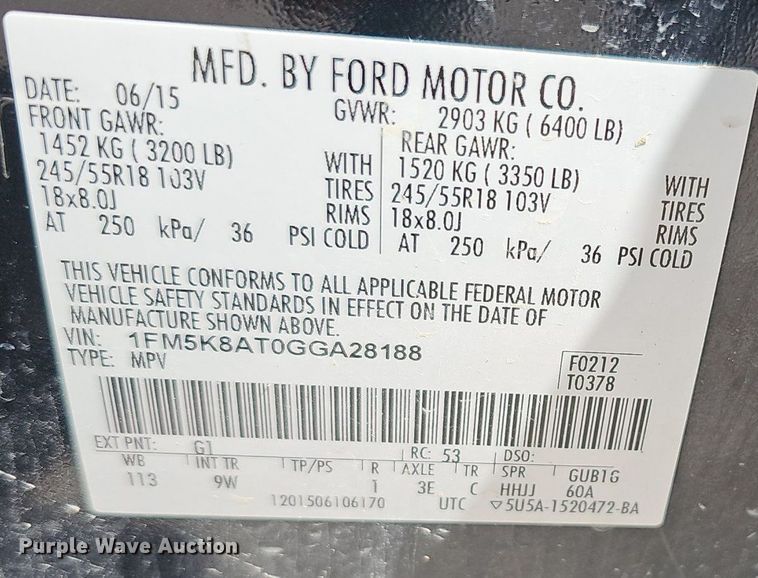 MFD. BY FORD MOTOR CO.
DATE: 06/15 GVWR: 2903 KG ( 6400 LB)
FRONT GAWR: REAR GAWR:
1452 KG ( 3200 LB) WITH 1520 KG ( 3350 LB) WITH
245/55R18 103V TIRES 245/55R18 103V TIRES
18x8.0J RIMS 18x8.0J RIMS
AT 250 kPa/ 36 PSI COLD AT 250 kPa/ 36 PSI COLD
THIS VEHICLE CONFORMS TO ALL APPLICABLE FEDERAL MOTOR
VEHICLE SAFETY STANDARDS IN EFFECT ON THE DATE OF
MANUFACTURE SHOWN ABOVE.
VIN: 1FM5K8AT0GGA28188
TYPE: MPV F0212
T0378
EXT PNT: G1 RC: 53 DSO:
WB INT TR TP/PS R AXLE TR SPR GUB1G
113 9W 1 3E C HHJJ 60A
1201506106170 UTC ▽5U5A-1520472-BA
Purple Wave Auction